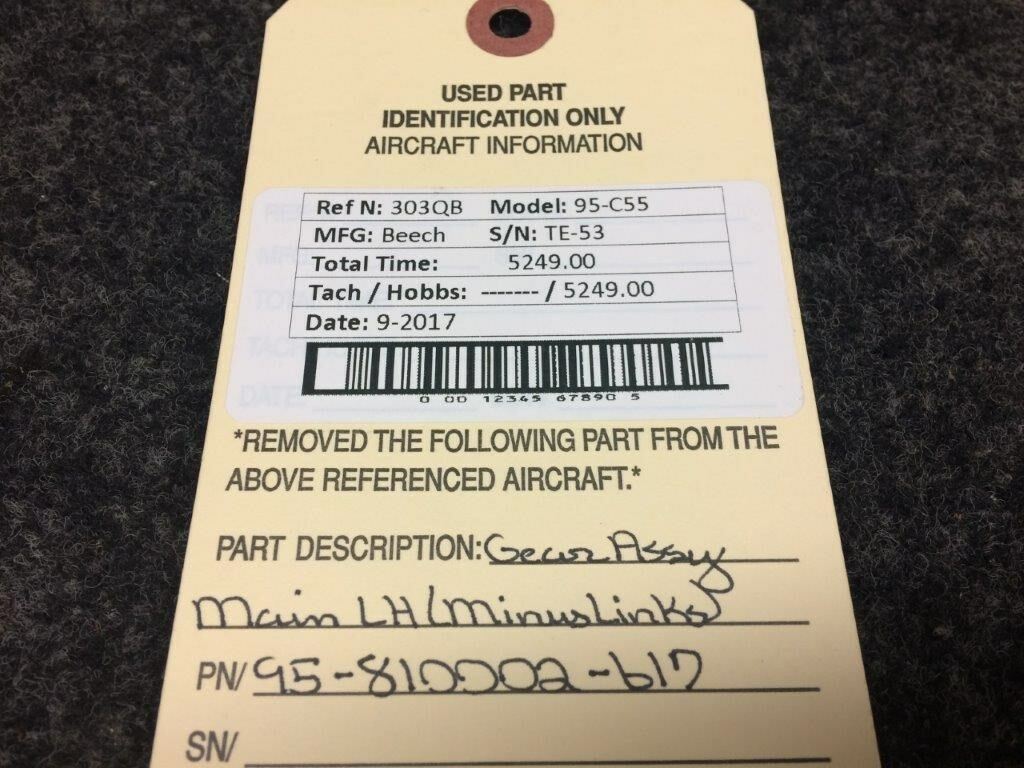 USED PART
IDENTIFICATION ONLY
AIRCRAFT INFORMATION
Ref N: 303QB Model: 95-C55
MFG: Beech S/N: TE-53
Total Time: 5249.00
Tach / Hobbs: ------- / 5249.00
Date: 9-2017
0 00 12345 67890 5
DATE:
*REMOVED THE FOLLOWING PART FROM THE
ABOVE REFERENCED AIRCRAFT.*
PART DESCRIPTION: Gear Assy
Main LH (Minus Links)
PN/ 95-810002-617
SN/